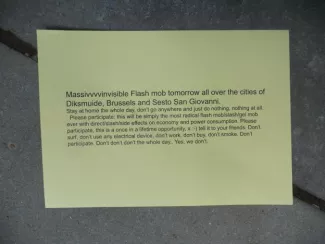 Massivvvvinvisible Flash mob tomorrow all over the cities of
Diksmuide, Brussels and Sesto San Giovanni.
Stay at home the whole day, don't go anywhere and just do nothing, nothing at all.
Please participate, this will be simply the most radical flash mob
ever with effects on economy and power consumption. Please
participate, this is a once in a lifetime opportunity, tell it to your friends. Don't
surf, don't use any electrical device, don't work, don't buy, don't smoke. Don't
participate. Don't don't don't the whole day.. Yes, we don't.